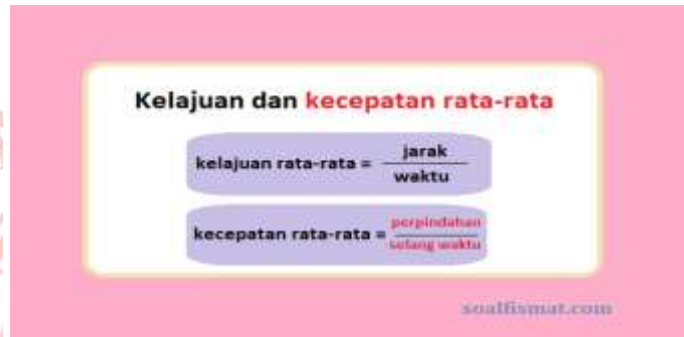 Kelajuan dan kecepatan rata-rata
kelajuan rata-rata = jarak
waktu
kecepatan rata-rata = perpindahan
selang waktu
soalfismat.com